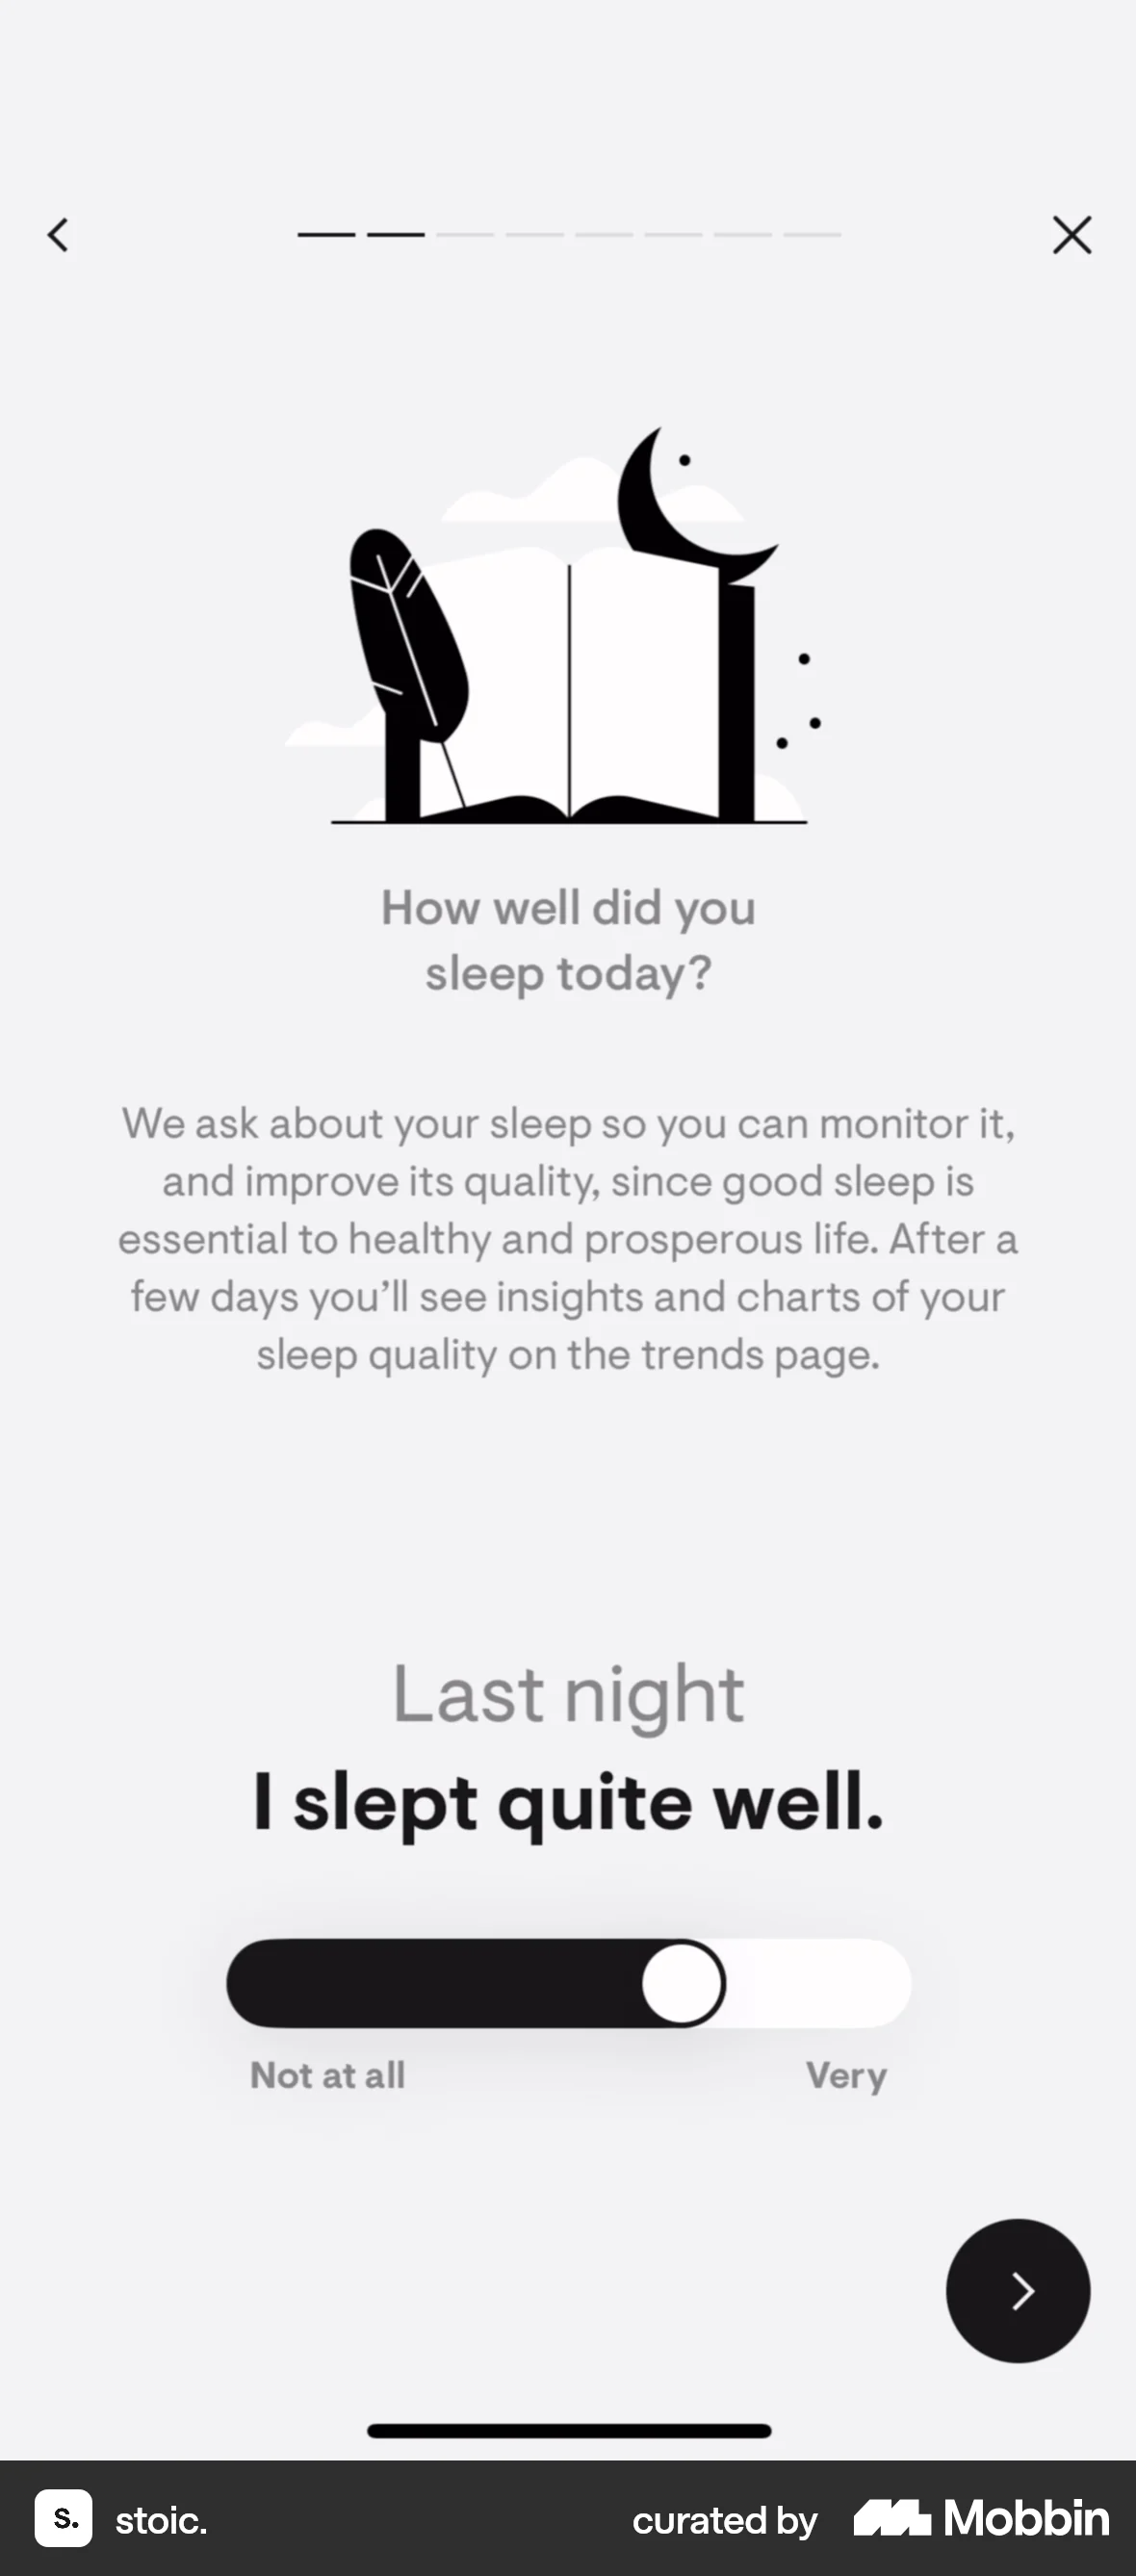 How well did you
sleep today?
We ask about your sleep so you can monitor it,
and improve its quality, since good sleep is
essential to healthy and prosperous life. After a
few days you’ll see insights and charts of your
sleep quality on the trends page.
Last night
I slept quite well.
Not at all Very
s. stoic. curated by Mobbin